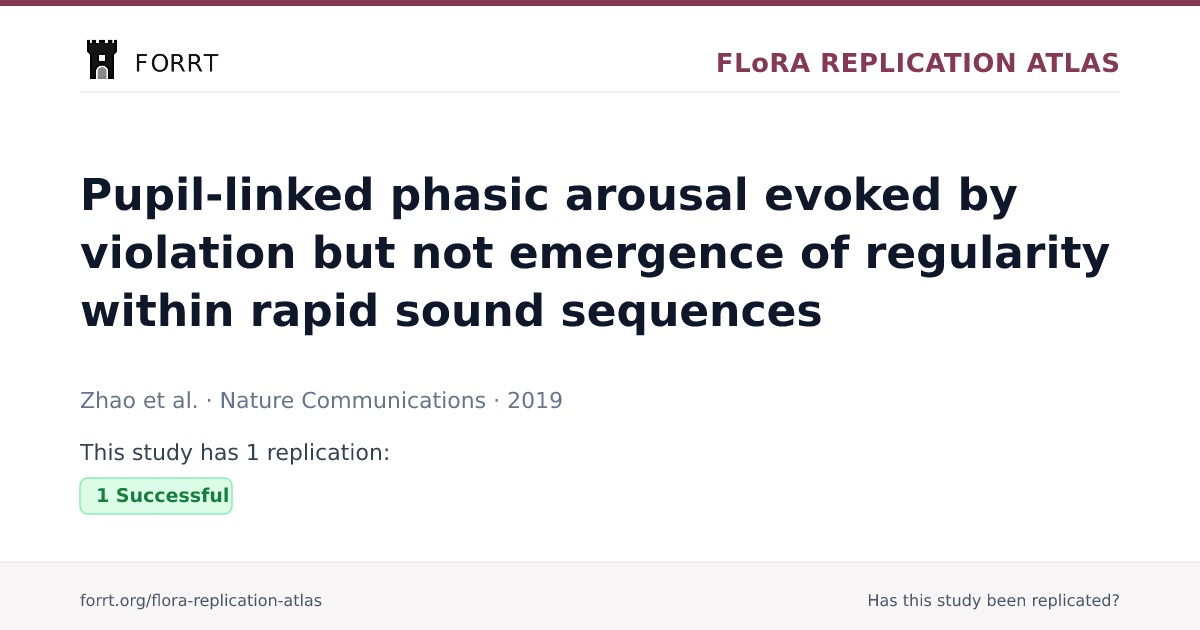 FORRT
FLoRA REPLICATION ATLAS
Pupil-linked phasic arousal evoked by
violation but not emergence of regularity
within rapid sound sequences
Zhao et al. · Nature Communications · 2019
This study has 1 replication:
1 Successful
forrt.org/flora-replication-atlas
Has this study been replicated?